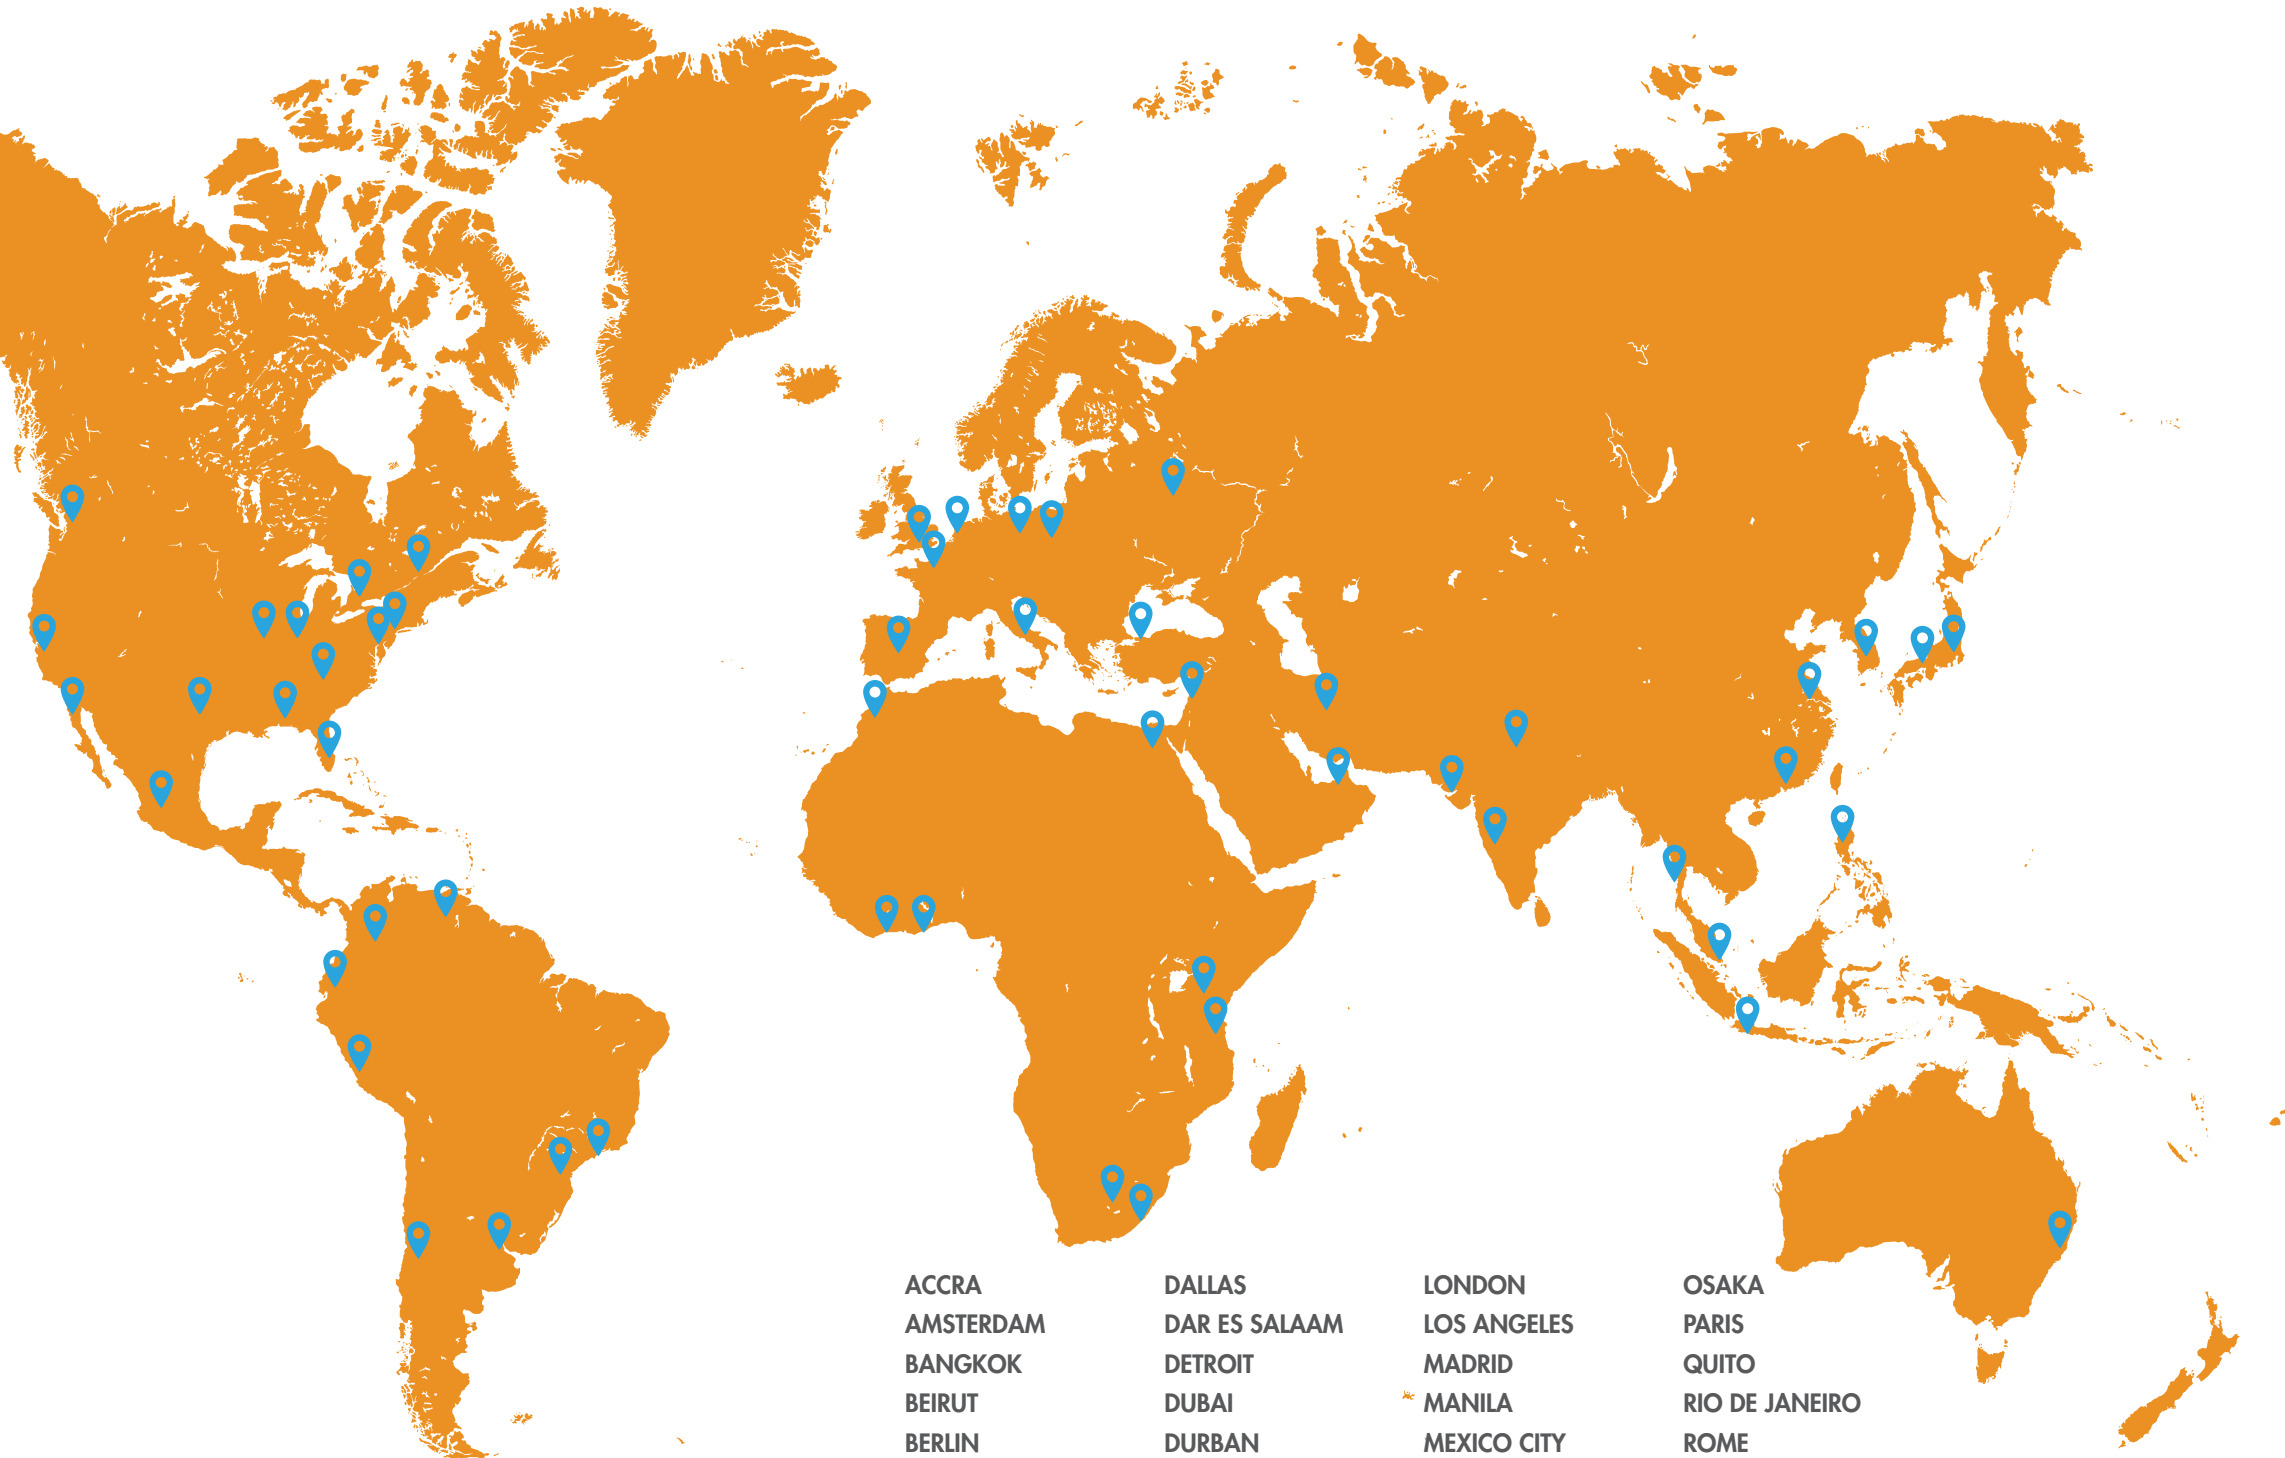 ACCRA
AMSTERDAM
BANGKOK
BEIRUT
BERLIN
DALLAS
DAR ES SALAAM
DETROIT
DUBAI
DURBAN
LONDON
LOS ANGELES
MADRID
MANILA
MEXICO CITY
OSAKA
PARIS
QUITO
RIO DE JANEIRO
ROME